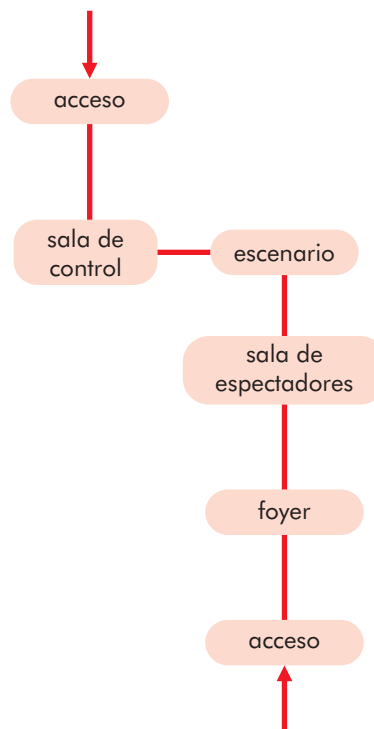 acceso
sala de
control
escenario
sala de
espectadores
foyer
acceso